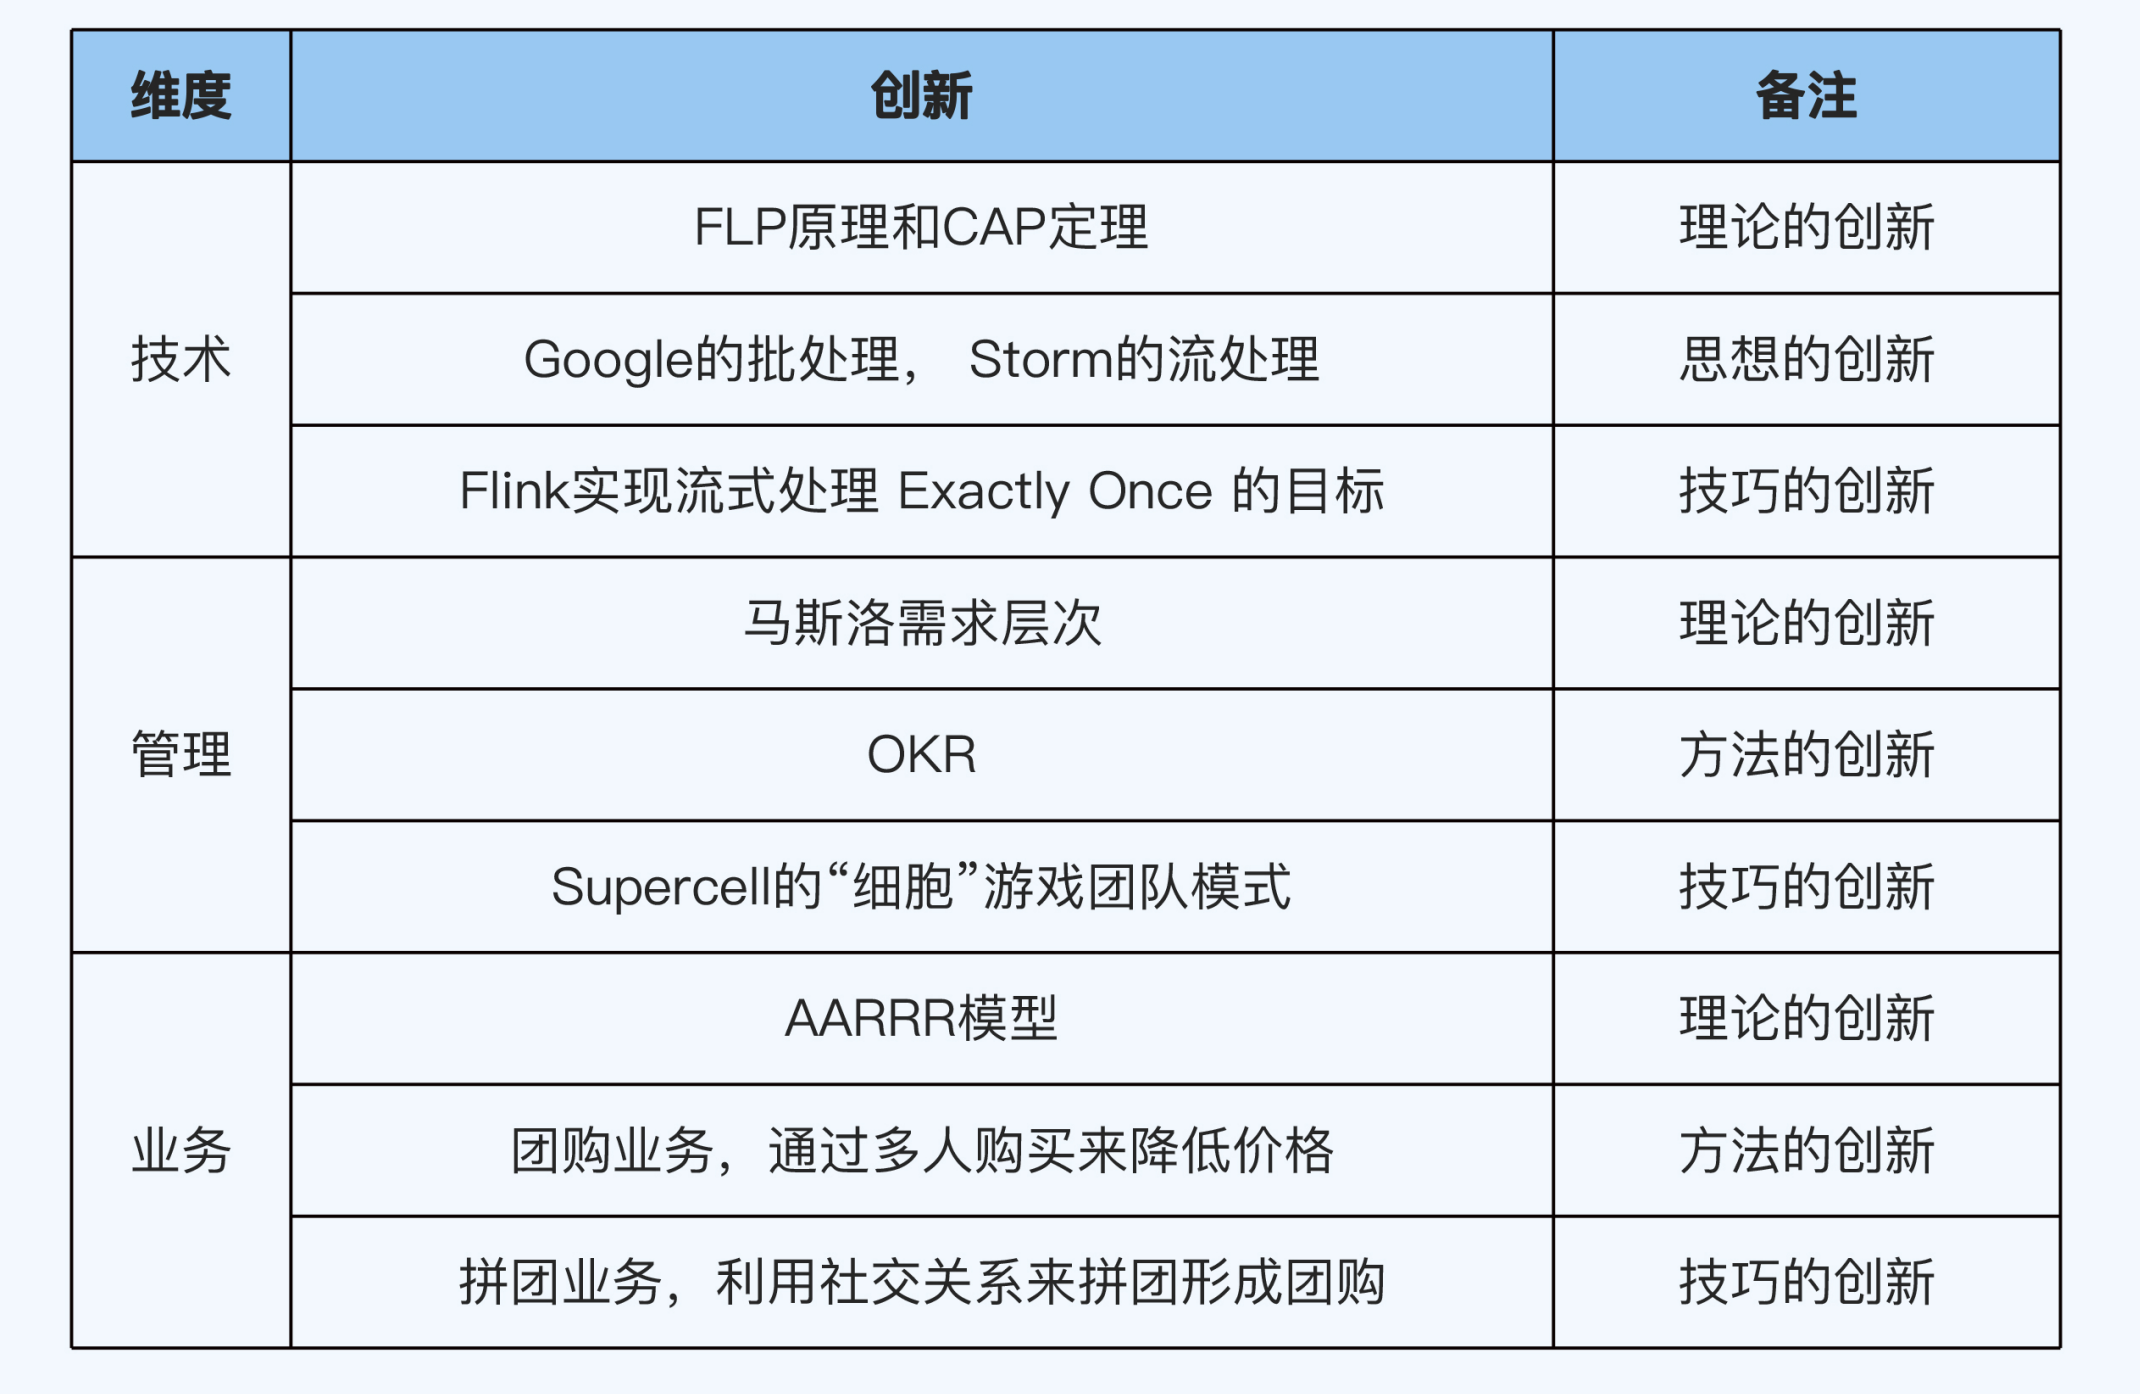 维度 创新 备注
技术
FLP原理和CAP定理 理论的创新
Google的批处理， Storm的流处理 思想的创新
Flink实现流式处理 Exactly Once 的目标 技巧的创新
管理
马斯洛需求层次 理论的创新
OKR 方法的创新
Supercell的“细胞”游戏团队模式 技巧的创新
业务
AARRR模型 理论的创新
团购业务，通过多人购买来降低价格 方法的创新
拼团业务，利用社交关系来拼团形成团购 技巧的创新